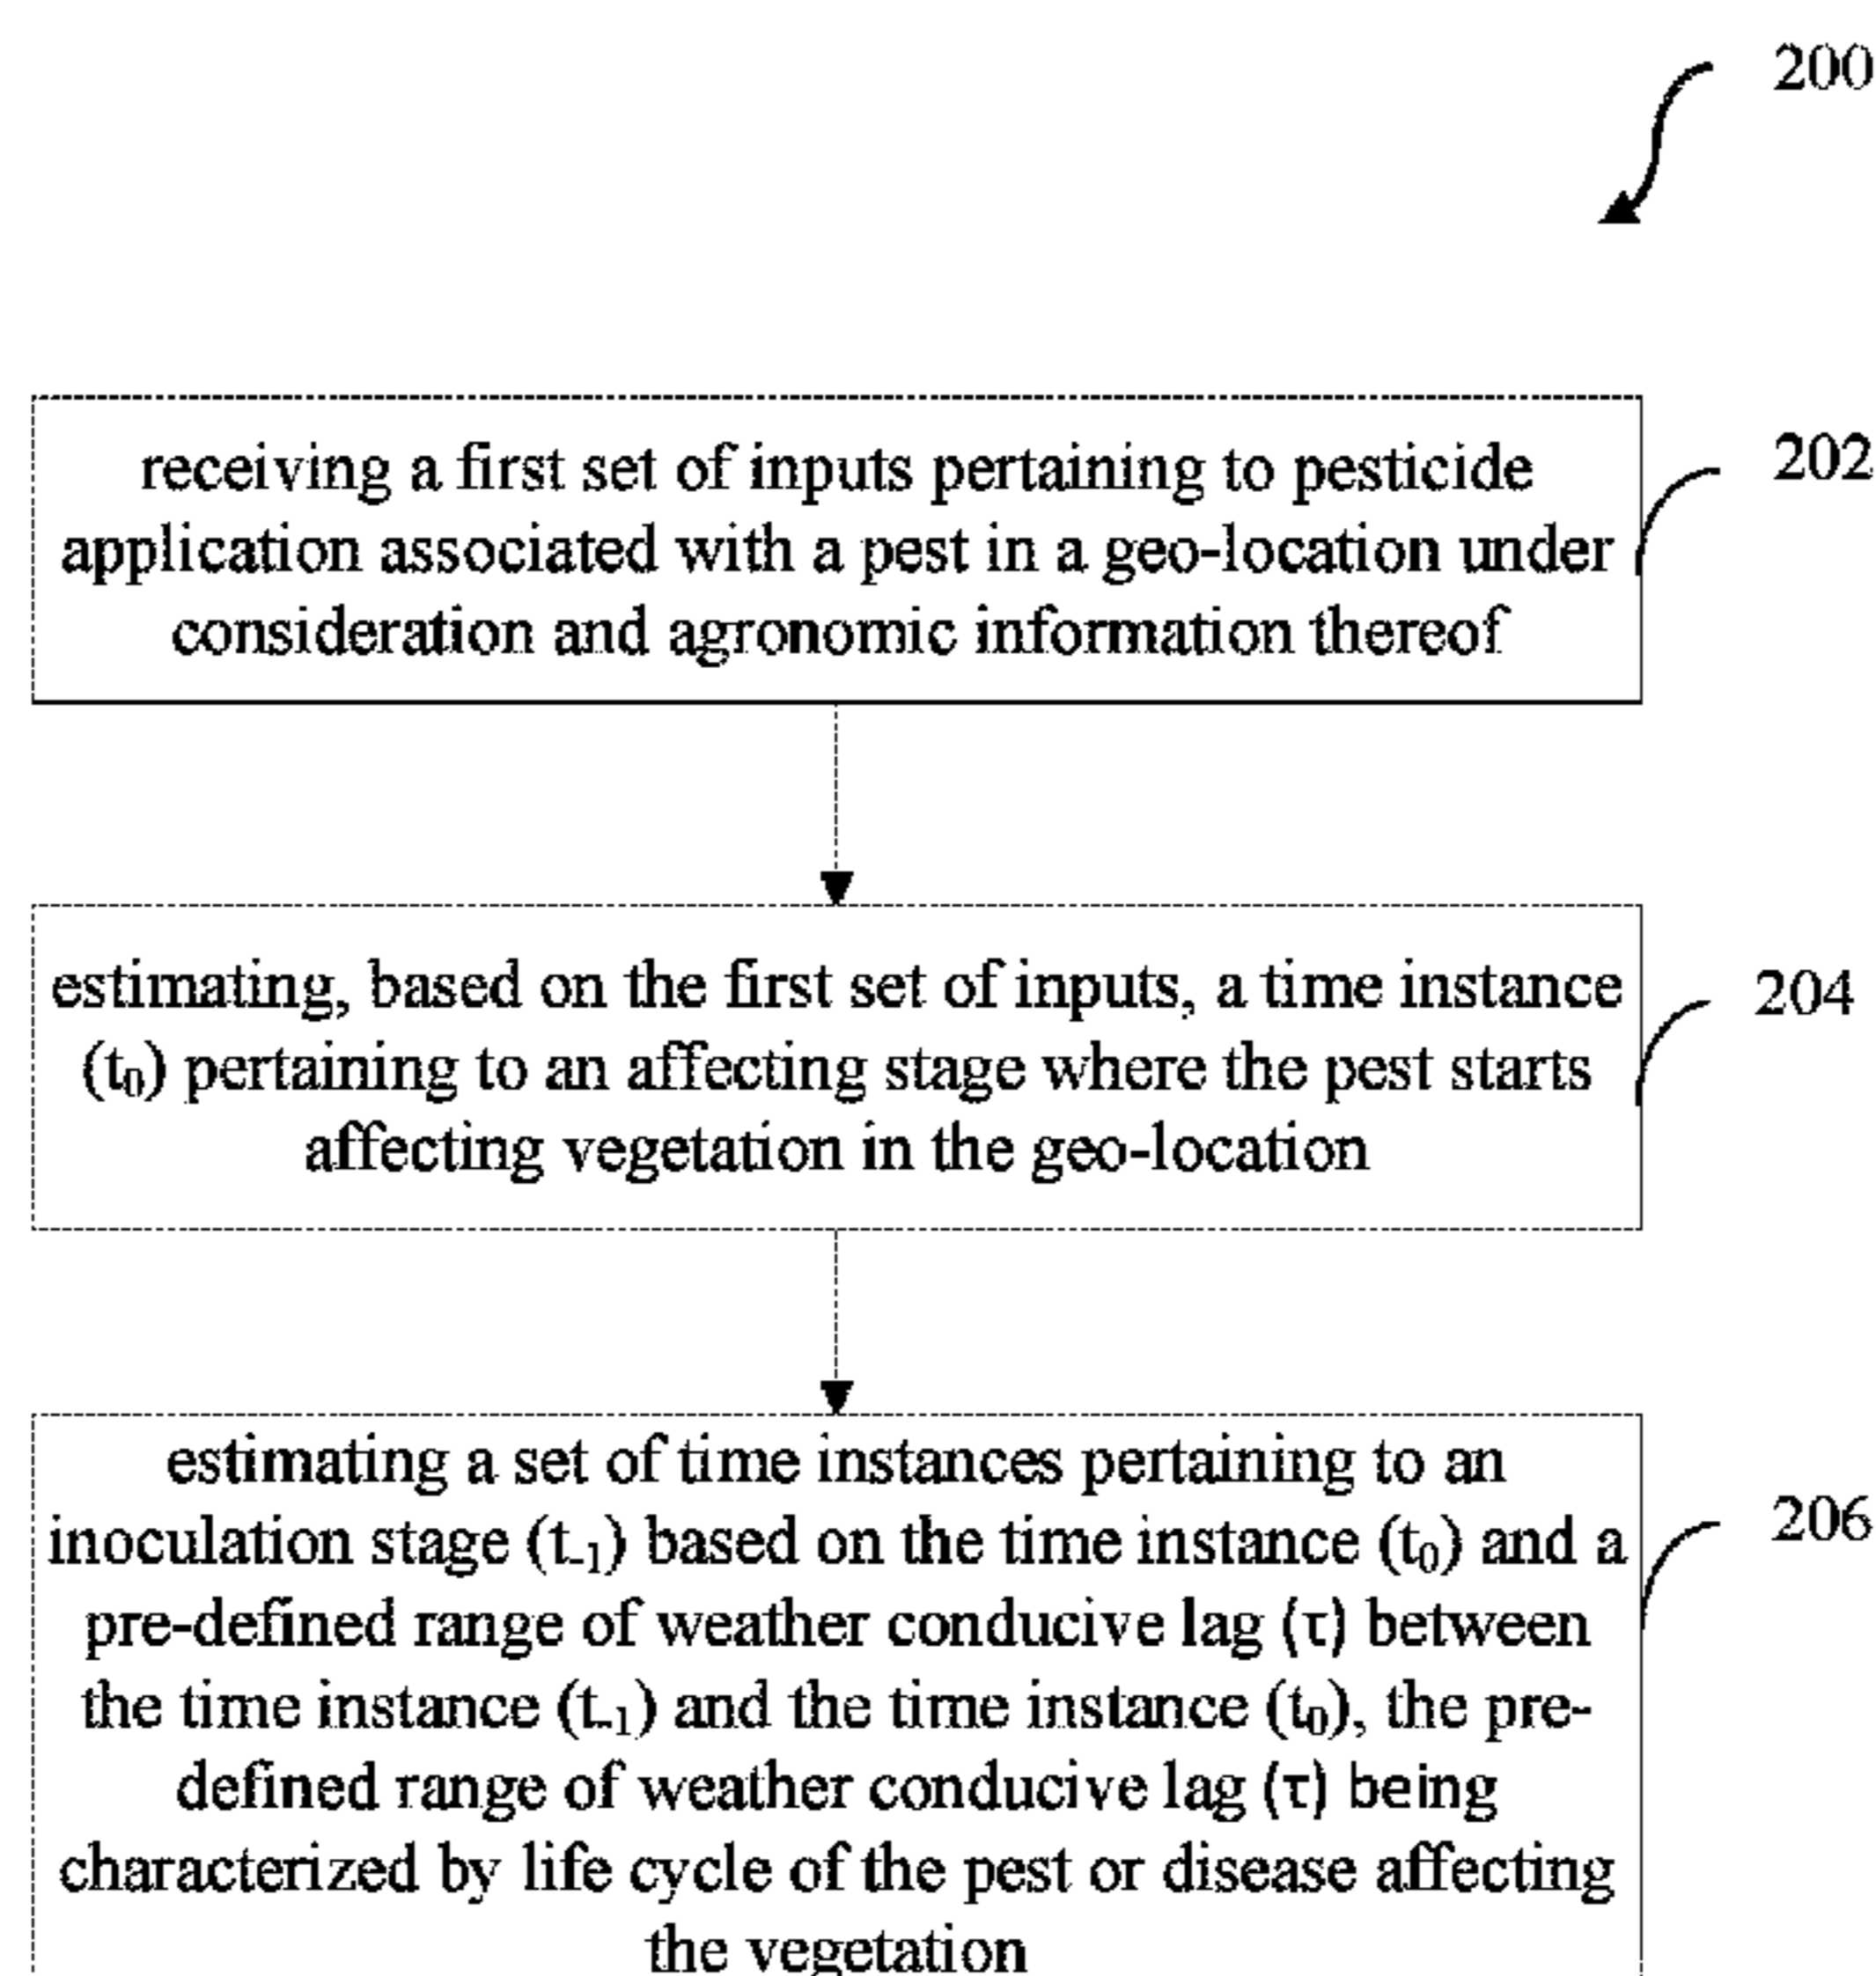 200
receiving a first set of inputs pertaining to pesticide
202
application associated with a pest in a geo-location under
consideration and agronomic information thereof
estimating, based on the first set of inputs, a time instance
204
(t₀) pertaining to an affecting stage where the pest starts
affecting vegetation in the geo-location
estimating a set of time instances pertaining to an
inoculation stage (t₋₁) based on the time instance (t₀) and a
206
pre-defined range of weather conducive lag (τ) between
the time instance (t₋₁) and the time instance (t₀), the pre-
defined range of weather conducive lag (τ) being
characterized by life cycle of the pest or disease affecting
the vegetation